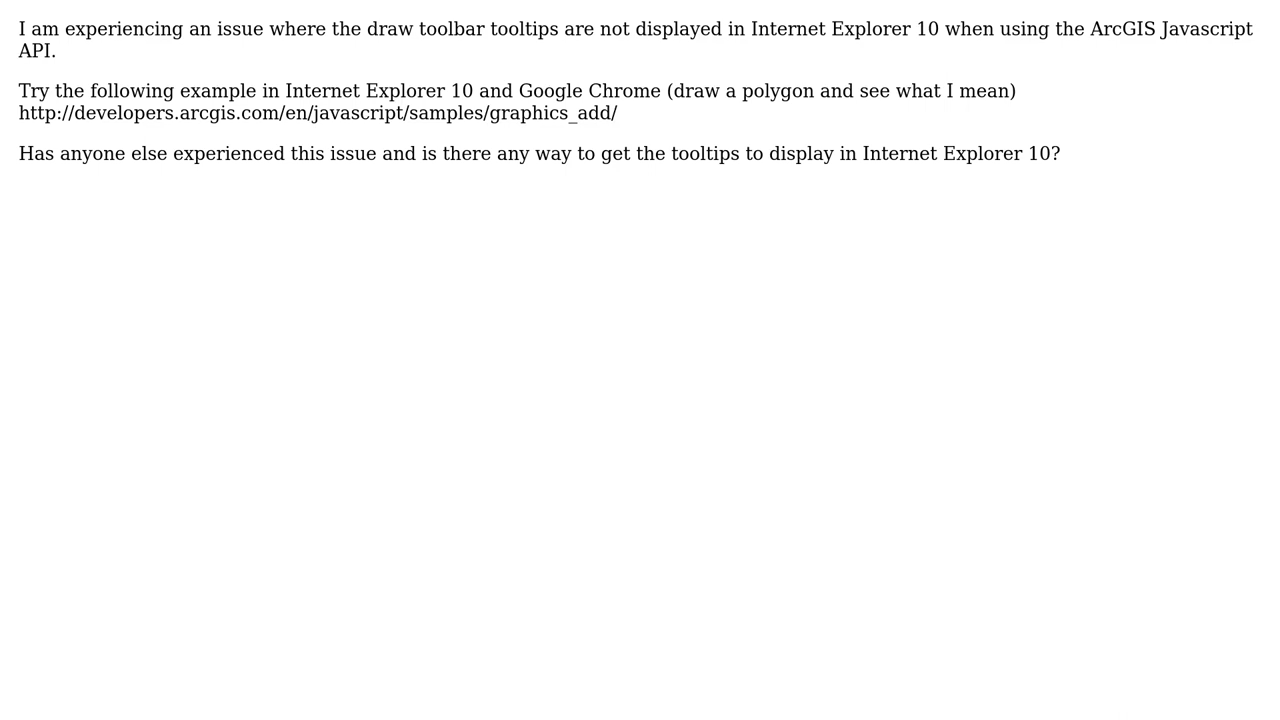 I am experiencing an issue where the draw toolbar tooltips are not displayed in Internet Explorer 10 when using the ArcGIS Javascript
API.
Try the following example in Internet Explorer 10 and Google Chrome (draw a polygon and see what I mean)
http://developers.arcgis.com/en/javascript/samples/graphics_add/
Has anyone else experienced this issue and is there any way to get the tooltips to display in Internet Explorer 10?